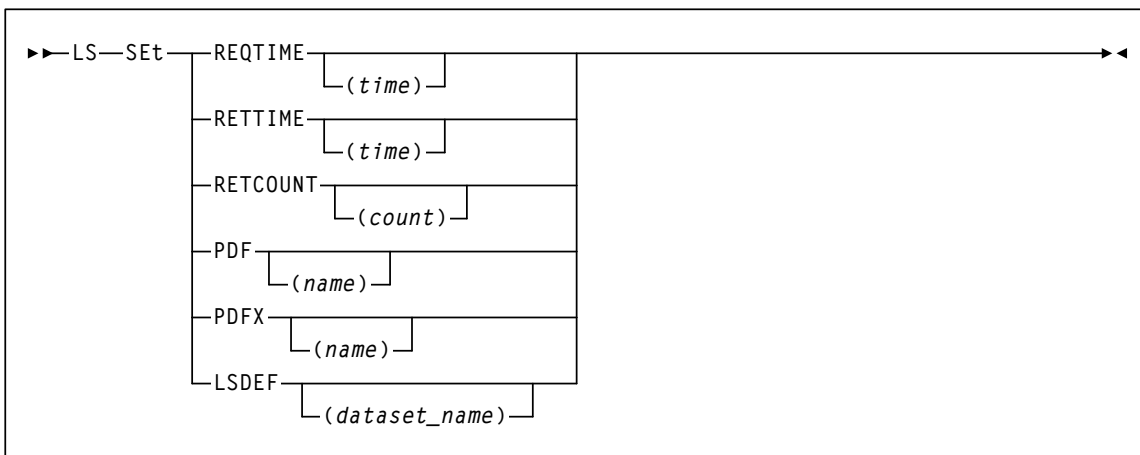 LS SEt REQTIME
(time)
RETTIME
(time)
RETCOUNT
(count)
PDF
(name)
PDFX
(name)
LSDEF
(dataset_name)